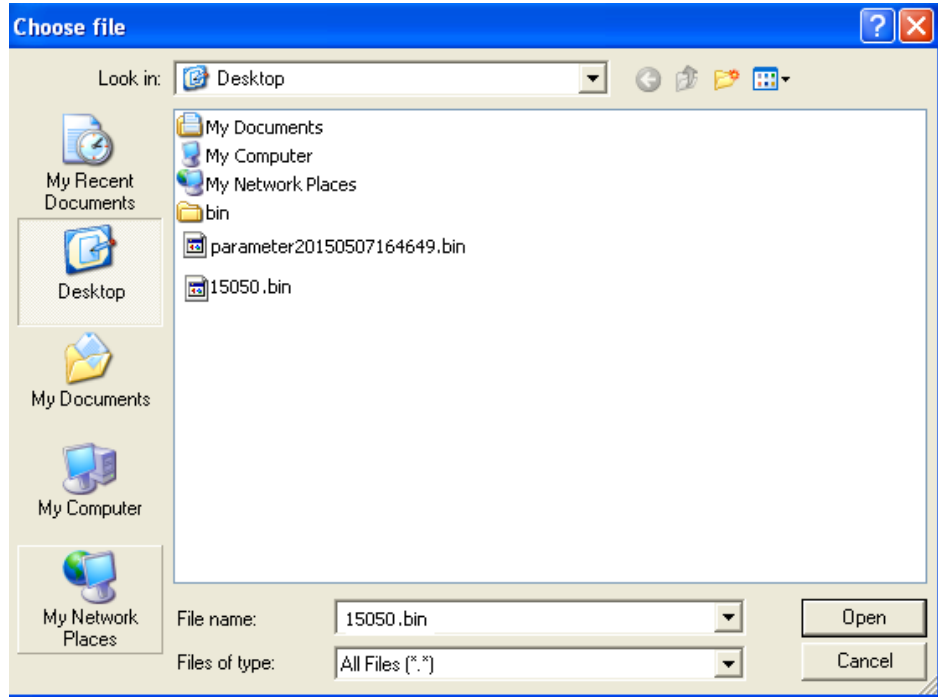 Choose file
Look in:
Desktop
My Recent
Documents
Desktop
My Documents
My Computer
My Network
Places
My Documents
My Computer
My Network Places
bin
parameter20150507164649.bin
15050.bin
File name:
15050.bin
Open
Files of type:
All Files (*.*)
Cancel